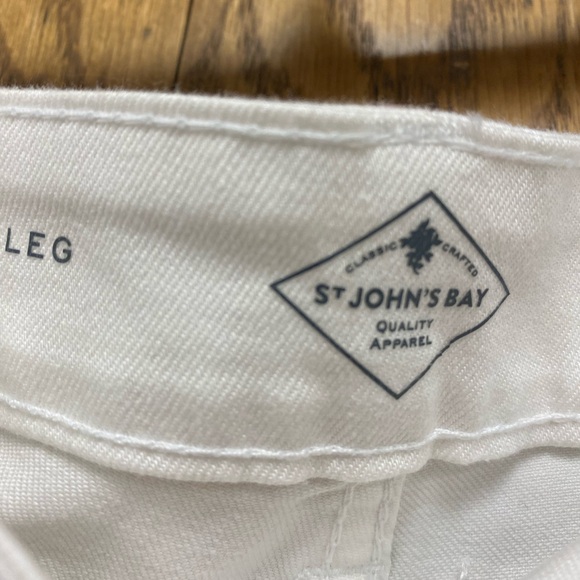 LEG
CLASSIC CRAFTED
ST JOHN'S BAY
QUALITY
APPAREL